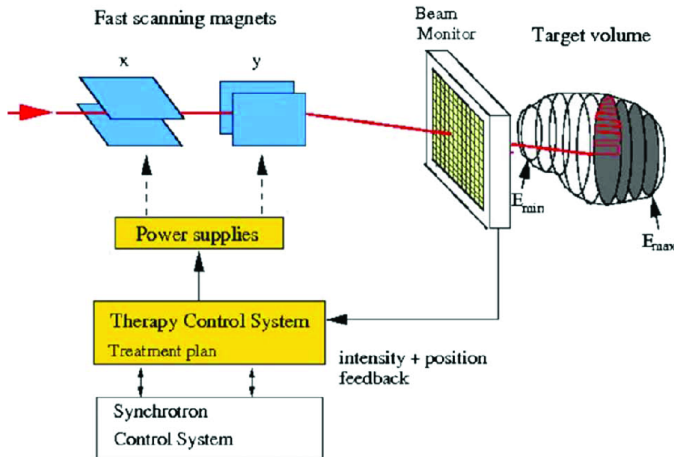 Fast scanning magnets
x
y
Beam
Monitor
Target volume
E min
E max
Power supplies
Therapy Control System
Treatment plan
intensity + position
feedback
Synchrotron
Control System